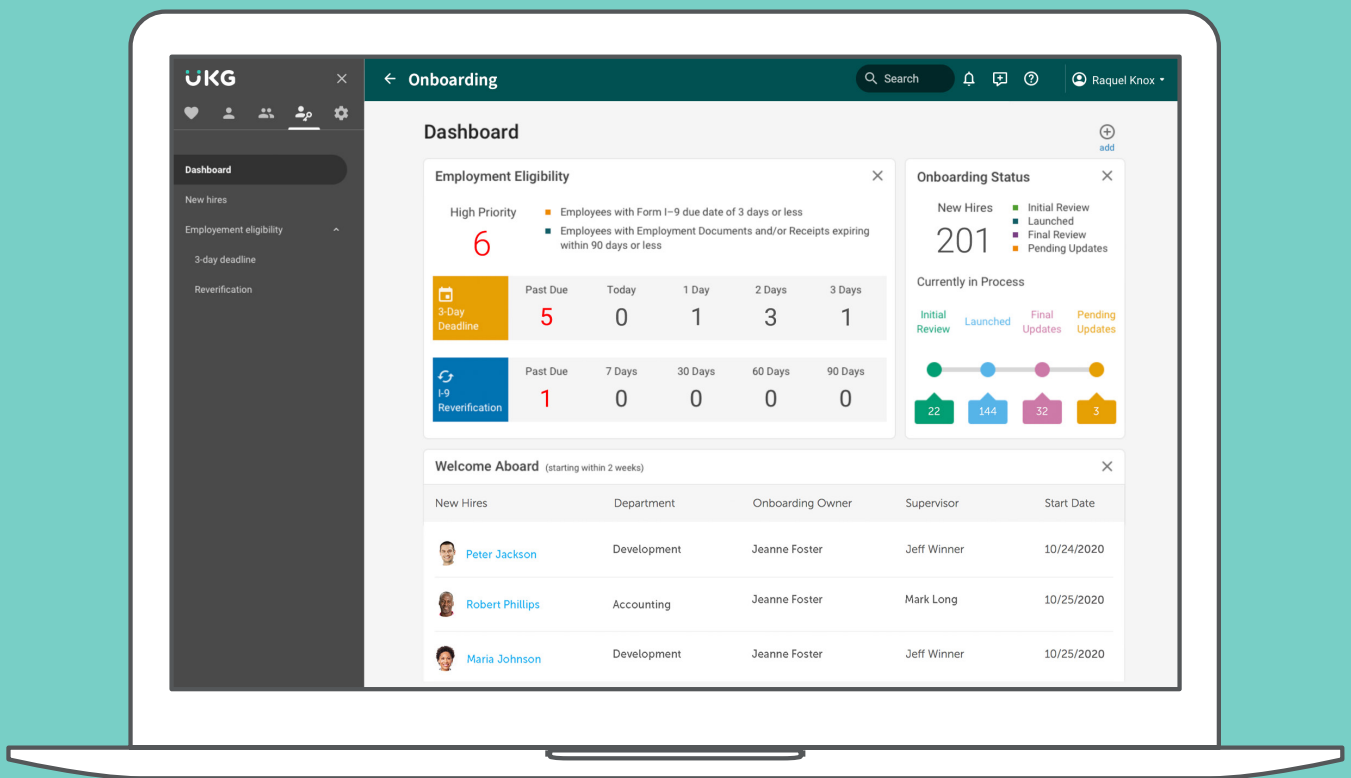 UKG
Onboarding
Search
Raquel Knox
Dashboard
New hires
Employement eligibility
3-day deadline
Reverification
Dashboard
add
Employment Eligibility
High Priority
6
Employees with Form I-9 due date of 3 days or less
Employees with Employment Documents and/or Receipts expiring
within 90 days or less
3-Day
Deadline
Past Due Today 1 Day 2 Days 3 Days
5 0 1 3 1
I-9
Reverification
Past Due 7 Days 30 Days 60 Days 90 Days
1 0 0 0 0
Onboarding Status
New Hires
201
Initial Review
Launched
Final Review
Pending Updates
Currently in Process
Initial
Review
Launched
Final
Updates
Pending
Updates
22 144 32 3
Welcome Aboard (starting within 2 weeks)
New Hires Department Onboarding Owner Supervisor Start Date
Peter Jackson Development Jeanne Foster Jeff Winner 10/24/2020
Robert Phillips Accounting Jeanne Foster Mark Long 10/25/2020
Maria Johnson Development Jeanne Foster Jeff Winner 10/25/2020